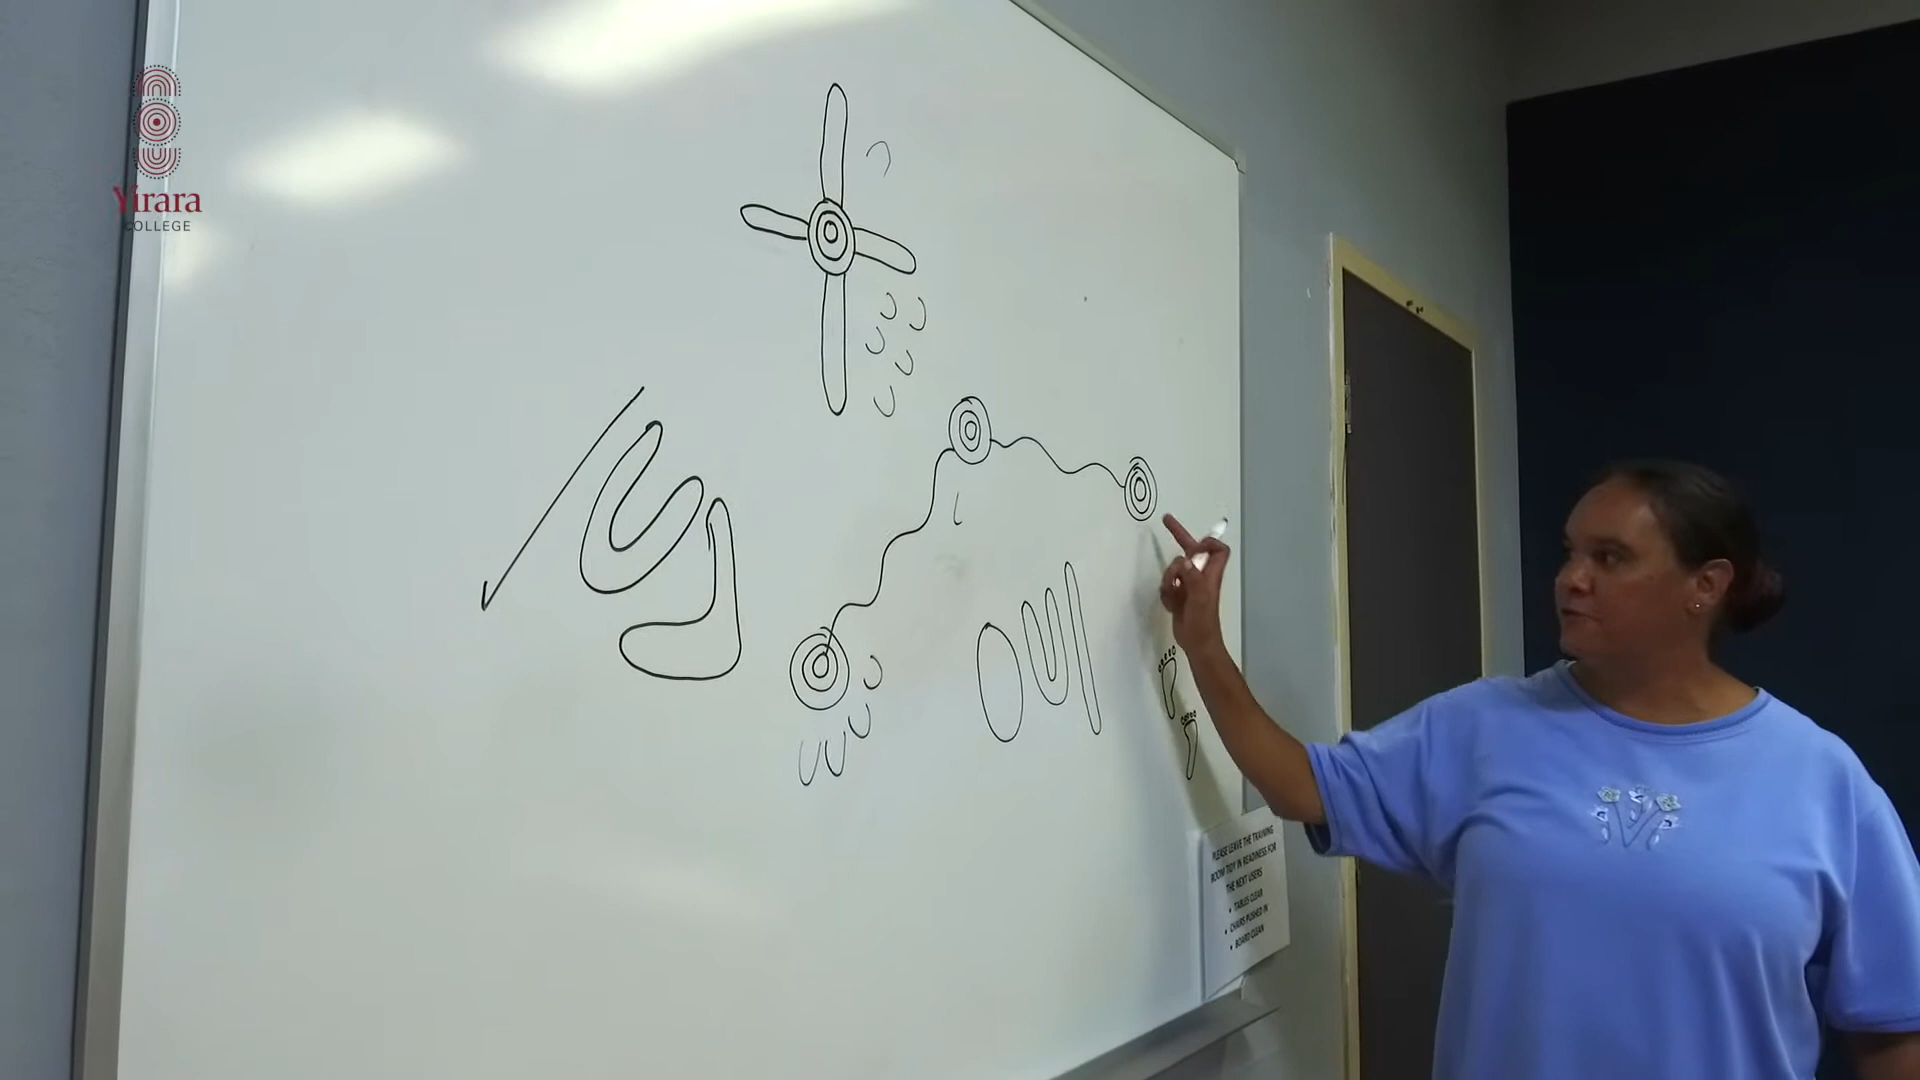 Yirara
COLLEGE
PLEASE LEAVE THE TRAINING
ROOM TIDY IN READINESS FOR
THE NEXT USERS
• TABLES CLEAR
• CHAIRS PUSHED IN
• BOARD CLEAN